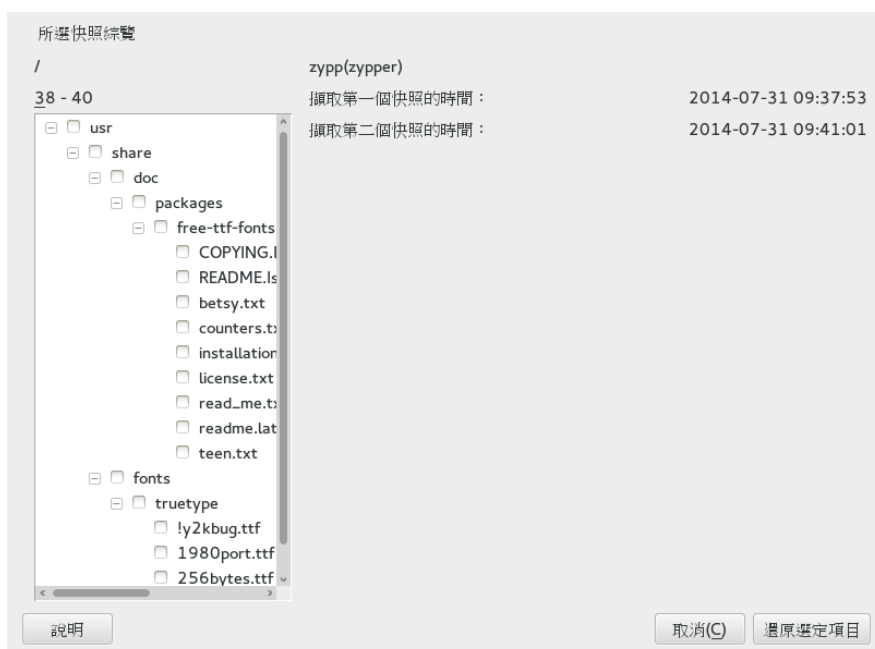 所選快照綜覽
/
zypp(zypper)
38 - 40
擷取第一個快照的時間：
2014-07-31 09:37:53
擷取第二個快照的時間：
2014-07-31 09:41:01
usr
share
doc
packages
free-ttf-fonts
COPYING.
README.ls
betsy.txt
counters.t
installation
license.txt
read_me.t
readme.lat
teen.txt
fonts
truetype
!y2kbug.ttf
1980port.ttf
256bytes.ttf
說明
取消(C)
還原選定項目